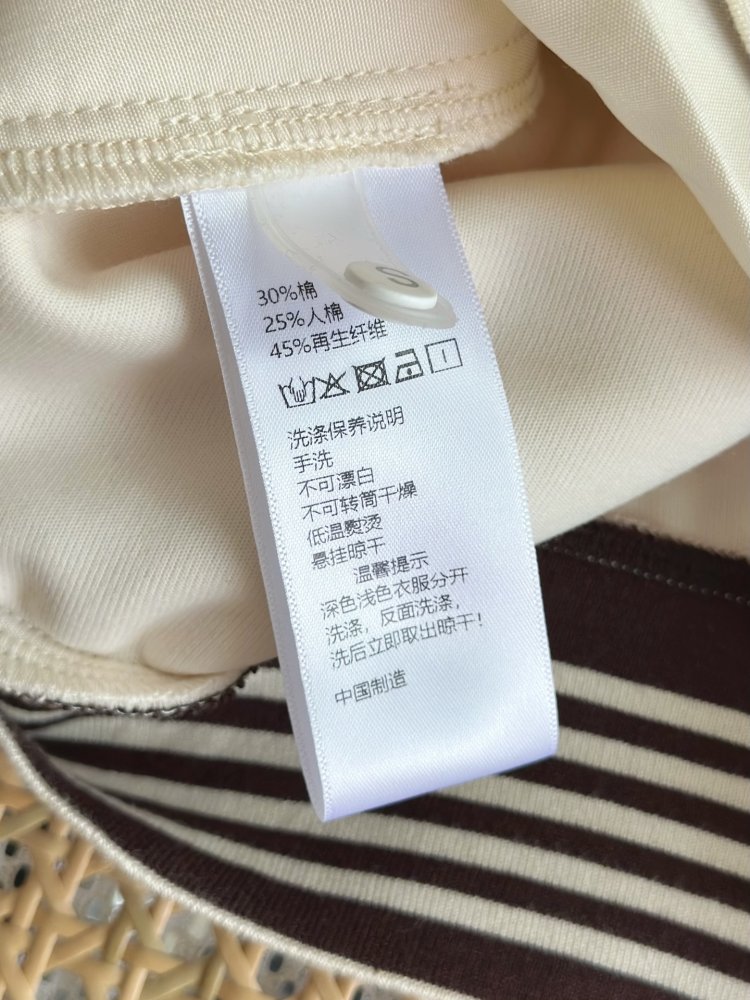 S
30%棉
25%人棉
45%再生纤维
洗涤保养说明
手洗
不可漂白
不可转筒干燥
低温熨烫
悬挂晾干
温馨提示
深色浅色衣服分开
洗涤，反面洗涤，
洗后立即取出晾干！
中国制造